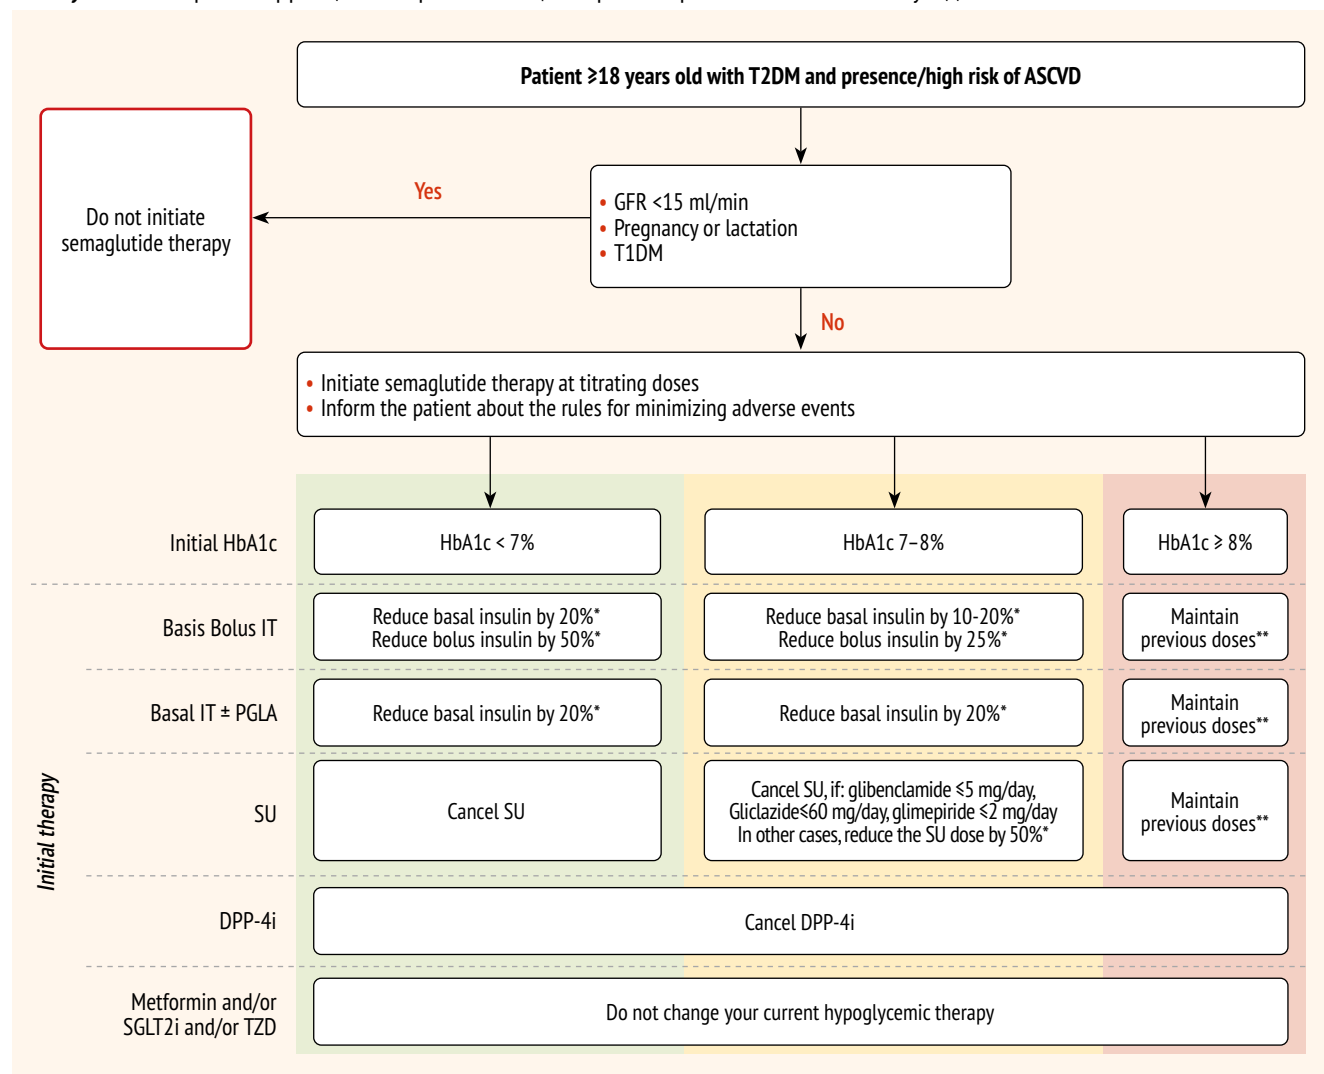 Patient ⩾18 years old with T2DM and presence/high risk of ASCVD
Do not initiate
semaglutide therapy
Yes
• GFR <15 ml/min
• Pregnancy or lactation
• T1DM
No
• Initiate semaglutide therapy at titrating doses
• Inform the patient about the rules for minimizing adverse events
Initial HbA1c
HbA1c < 7%
HbA1c 7–8%
HbA1c ⩾ 8%
Initial therapy
Basis Bolus IT
Reduce basal insulin by 20%*
Reduce bolus insulin by 50%*
Reduce basal insulin by 10-20%*
Reduce bolus insulin by 25%*
Maintain
previous doses**
Basal IT ± PGLA
Reduce basal insulin by 20%*
Reduce basal insulin by 20%*
Maintain
previous doses**
SU
Cancel SU
Cancel SU, if: glibenclamide ⩽5 mg/day,
Gliclazide⩽60 mg/day, glimepiride ⩽2 mg/day
In other cases, reduce the SU dose by 50%*
Maintain
previous doses**
DPP-4i
Cancel DPP-4i
Metformin and/or
SGLT2i and/or TZD
Do not change your current hypoglycemic therapy